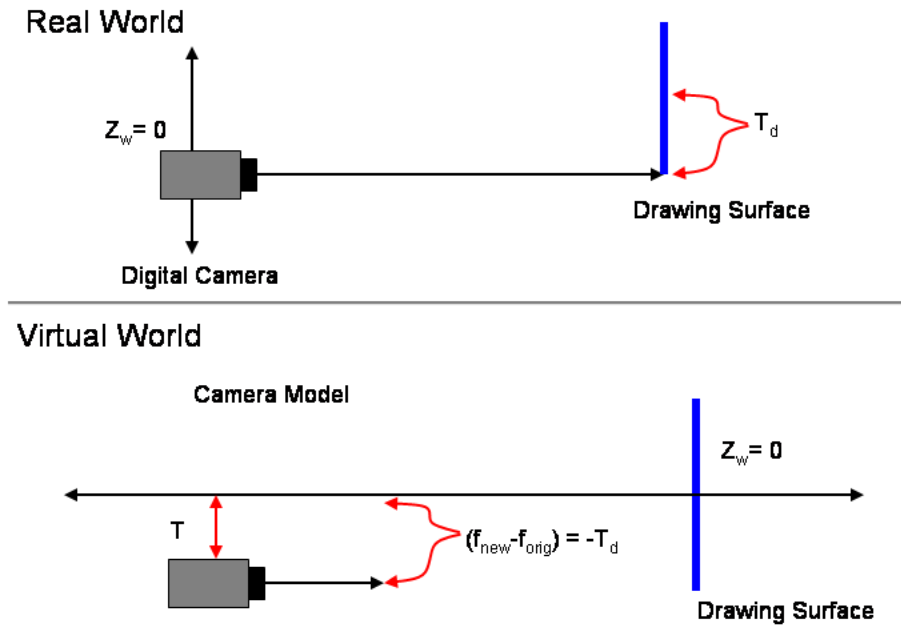 Real World
Z_w= 0
T_d
Drawing Surface
Digital Camera
Virtual World
Camera Model
Z_w= 0
T
(f_new-f_orig) = -T_d
Drawing Surface